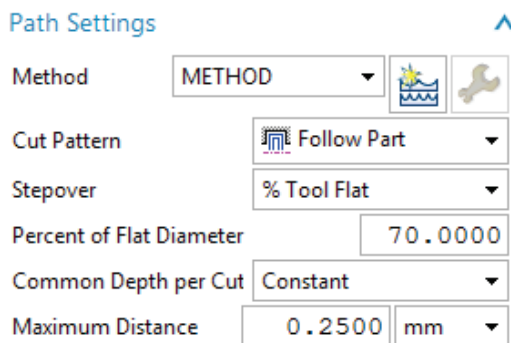 Path Settings
Method METHOD
Cut Pattern Follow Part
Stepover % Tool Flat
Percent of Flat Diameter 70.0000
Common Depth per Cut Constant
Maximum Distance 0.2500 mm